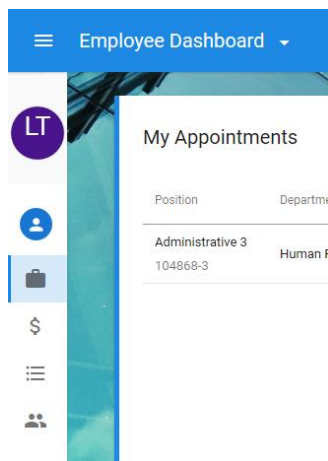 Employee Dashboard
LT
My Appointments
Position
Administrative 3
Human
104868-3